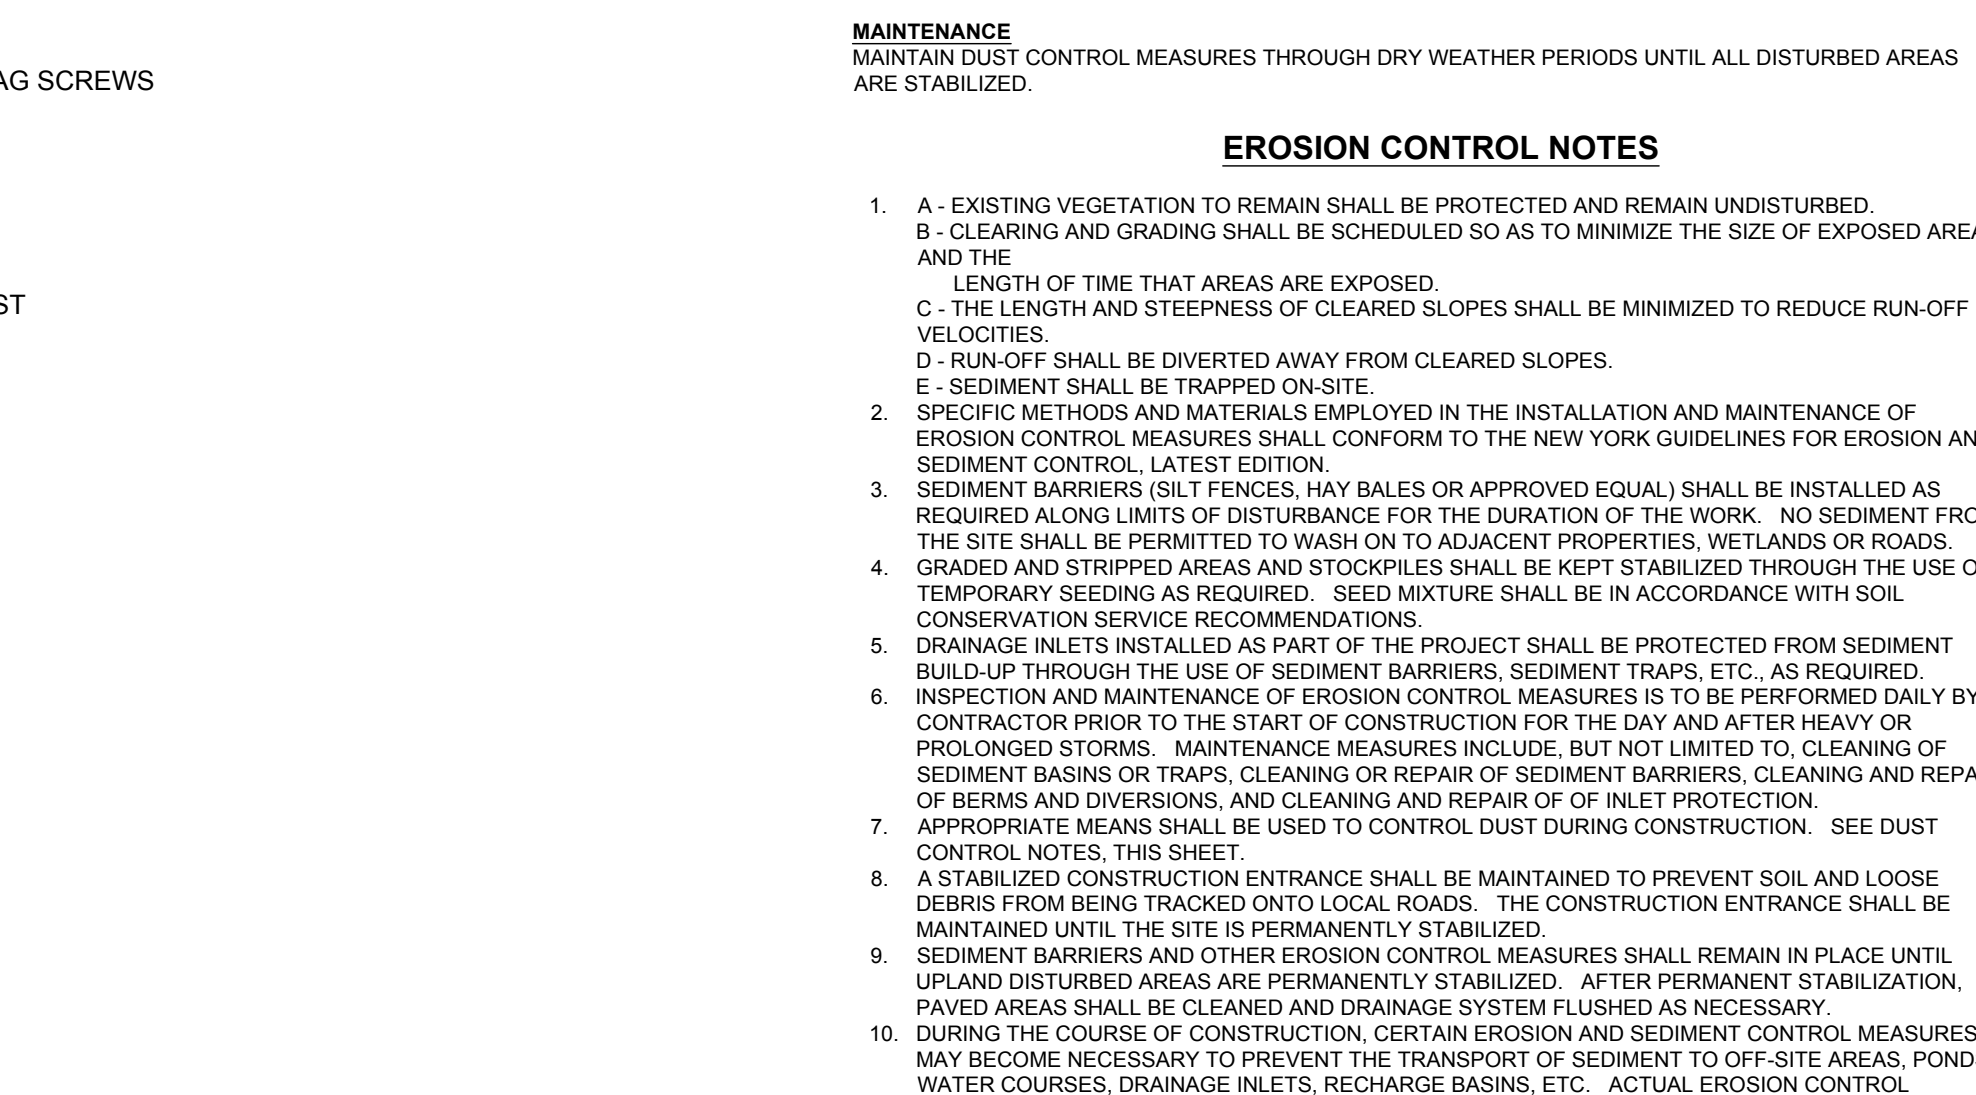 AG SCREWS
ST
MAINTENANCE
MAINTAIN DUST CONTROL MEASURES THROUGH DRY WEATHER PERIODS UNTIL ALL DISTURBED AREAS
ARE STABILIZED.
EROSION CONTROL NOTES
1. A - EXISTING VEGETATION TO REMAIN SHALL BE PROTECTED AND REMAIN UNDISTURBED.
B - CLEARING AND GRADING SHALL BE SCHEDULED SO AS TO MINIMIZE THE SIZE OF EXPOSED AREA
AND THE
LENGTH OF TIME THAT AREAS ARE EXPOSED.
C - THE LENGTH AND STEEPNESS OF CLEARED SLOPES SHALL BE MINIMIZED TO REDUCE RUN-OFF
VELOCITIES.
D - RUN-OFF SHALL BE DIVERTED AWAY FROM CLEARED SLOPES.
E - SEDIMENT SHALL BE TRAPPED ON-SITE.
2. SPECIFIC METHODS AND MATERIALS EMPLOYED IN THE INSTALLATION AND MAINTENANCE OF
EROSION CONTROL MEASURES SHALL CONFORM TO THE NEW YORK GUIDELINES FOR EROSION AN
SEDIMENT CONTROL, LATEST EDITION.
3. SEDIMENT BARRIERS (SILT FENCES, HAY BALES OR APPROVED EQUAL) SHALL BE INSTALLED AS
REQUIRED ALONG LIMITS OF DISTURBANCE FOR THE DURATION OF THE WORK. NO SEDIMENT FRO
THE SITE SHALL BE PERMITTED TO WASH ON TO ADJACENT PROPERTIES, WETLANDS OR ROADS.
4. GRADED AND STRIPPED AREAS AND STOCKPILES SHALL BE KEPT STABILIZED THROUGH THE USE O
TEMPORARY SEEDING AS REQUIRED. SEED MIXTURE SHALL BE IN ACCORDANCE WITH SOIL
CONSERVATION SERVICE RECOMMENDATIONS.
5. DRAINAGE INLETS INSTALLED AS PART OF THE PROJECT SHALL BE PROTECTED FROM SEDIMENT
BUILD-UP THROUGH THE USE OF SEDIMENT BARRIERS, SEDIMENT TRAPS, ETC., AS REQUIRED.
6. INSPECTION AND MAINTENANCE OF EROSION CONTROL MEASURES IS TO BE PERFORMED DAILY BY
CONTRACTOR PRIOR TO THE START OF CONSTRUCTION FOR THE DAY AND AFTER HEAVY OR
PROLONGED STORMS. MAINTENANCE MEASURES INCLUDE, BUT NOT LIMITED TO, CLEANING OF
SEDIMENT BASINS OR TRAPS, CLEANING OR REPAIR OF SEDIMENT BARRIERS, CLEANING AND REPA
OF BERMS AND DIVERSIONS, AND CLEANING AND REPAIR OF OF INLET PROTECTION.
7. APPROPRIATE MEANS SHALL BE USED TO CONTROL DUST DURING CONSTRUCTION. SEE DUST
CONTROL NOTES, THIS SHEET.
8. A STABILIZED CONSTRUCTION ENTRANCE SHALL BE MAINTAINED TO PREVENT SOIL AND LOOSE
DEBRIS FROM BEING TRACKED ONTO LOCAL ROADS. THE CONSTRUCTION ENTRANCE SHALL BE
MAINTAINED UNTIL THE SITE IS PERMANENTLY STABILIZED.
9. SEDIMENT BARRIERS AND OTHER EROSION CONTROL MEASURES SHALL REMAIN IN PLACE UNTIL
UPLAND DISTURBED AREAS ARE PERMANENTLY STABILIZED. AFTER PERMANENT STABILIZATION,
PAVED AREAS SHALL BE CLEANED AND DRAINAGE SYSTEM FLUSHED AS NECESSARY.
10. DURING THE COURSE OF CONSTRUCTION, CERTAIN EROSION AND SEDIMENT CONTROL MEASURES
MAY BECOME NECESSARY TO PREVENT THE TRANSPORT OF SEDIMENT TO OFF-SITE AREAS, POND
WATER COURSES, DRAINAGE INLETS, RECHARGE BASINS, ETC. ACTUAL EROSION CONTROL